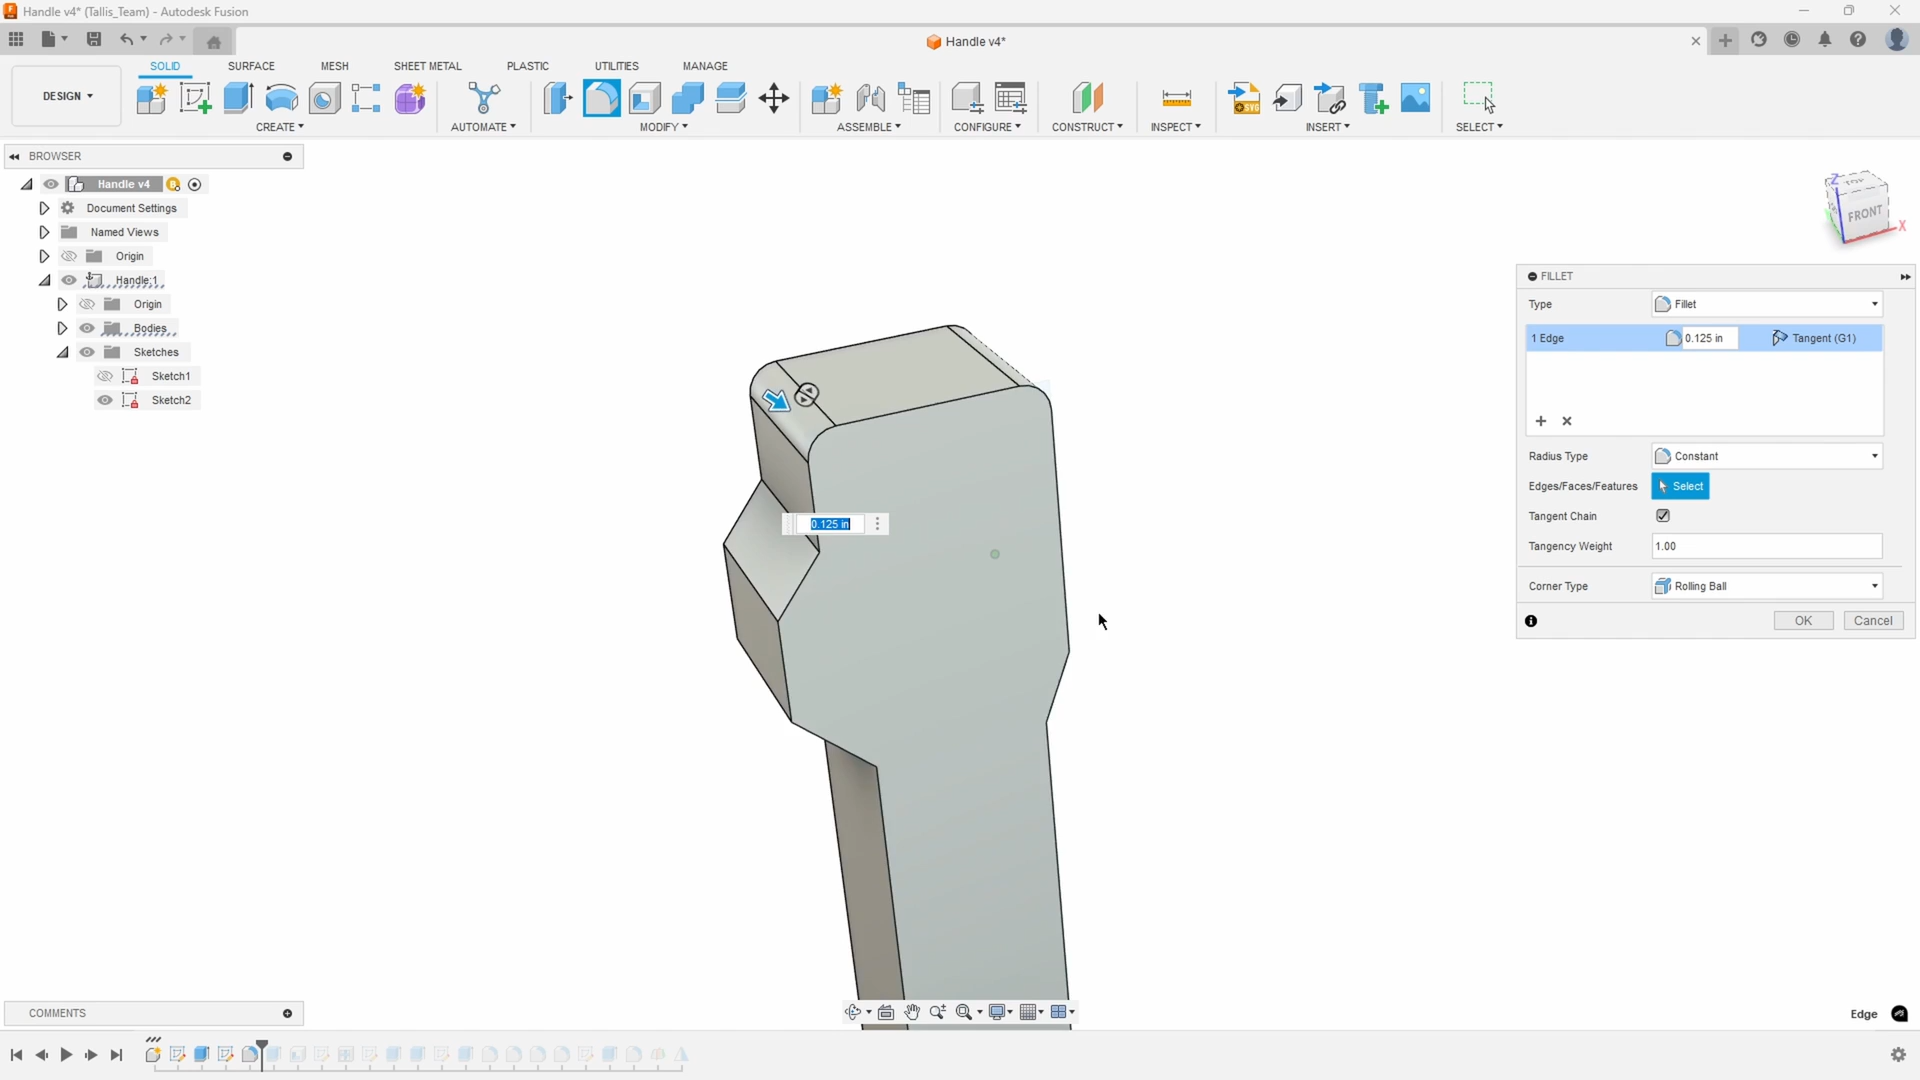 Handle v4* (Tallis_Team) - Autodesk Fusion
Handle v4*
SOLID SURFACE MESH SHEET METAL PLASTIC UTILITIES MANAGE
DESIGN
CREATE AUTOMATE MODIFY ASSEMBLE CONFIGURE CONSTRUCT INSPECT INSERT SELECT
SVG
BROWSER
Handle v4
Document Settings
Named Views
Origin
Handle:1
Origin
Bodies
Sketches
Sketch1
Sketch2
Z
TOP
FRONT
X
FILLET
Type Fillet
1 Edge 0.125 in Tangent (G1)
Radius Type Constant
Edges/Faces/Features Select
Tangent Chain
Tangency Weight 1.00
Corner Type Rolling Ball
OK Cancel
0.125 in
COMMENTS
Edge